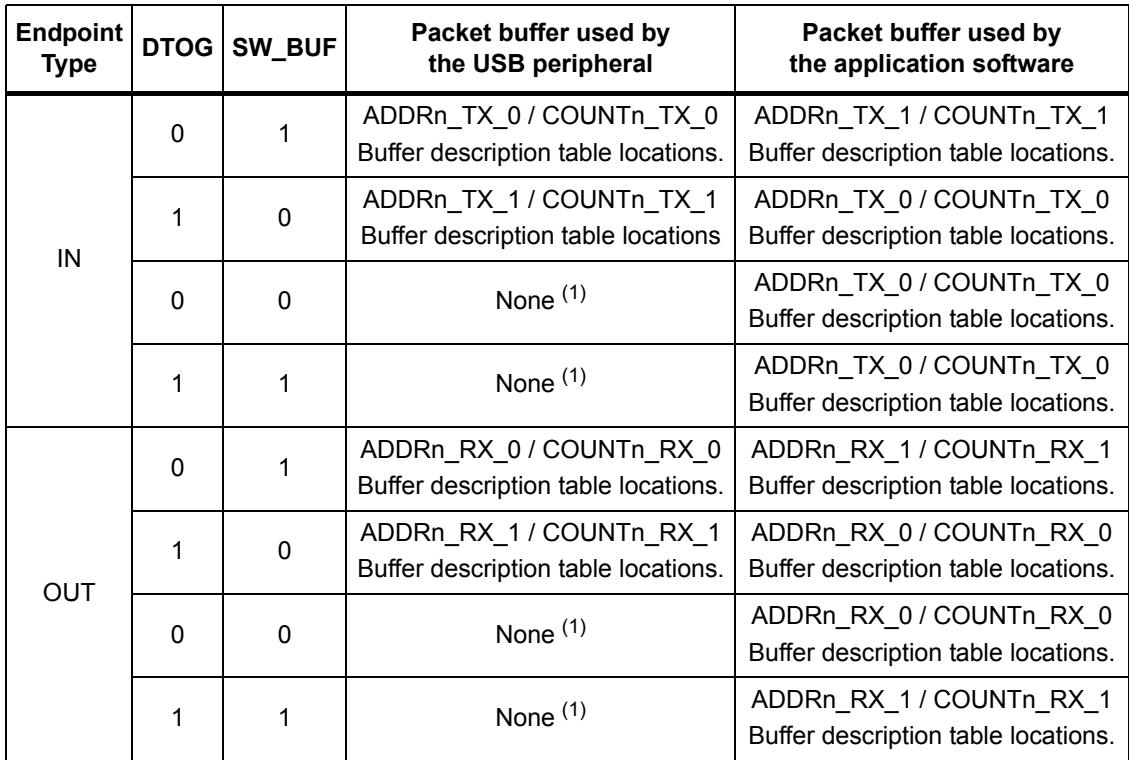 Endpoint Type DTOG SW_BUF Packet buffer used by the USB peripheral Packet buffer used by the application software
IN
0 1 ADDRn_TX_0 / COUNTn_TX_0 Buffer description table locations. ADDRn_TX_1 / COUNTn_TX_1 Buffer description table locations.
1 0 ADDRn_TX_1 / COUNTn_TX_1 Buffer description table locations ADDRn_TX_0 / COUNTn_TX_0 Buffer description table locations.
0 0 None (1) ADDRn_TX_0 / COUNTn_TX_0 Buffer description table locations.
1 1 None (1) ADDRn_TX_0 / COUNTn_TX_0 Buffer description table locations.
OUT
0 1 ADDRn_RX_0 / COUNTn_RX_0 Buffer description table locations. ADDRn_RX_1 / COUNTn_RX_1 Buffer description table locations.
1 0 ADDRn_RX_1 / COUNTn_RX_1 Buffer description table locations. ADDRn_RX_0 / COUNTn_RX_0 Buffer description table locations.
0 0 None (1) ADDRn_RX_0 / COUNTn_RX_0 Buffer description table locations.
1 1 None (1) ADDRn_RX_1 / COUNTn_RX_1 Buffer description table locations.